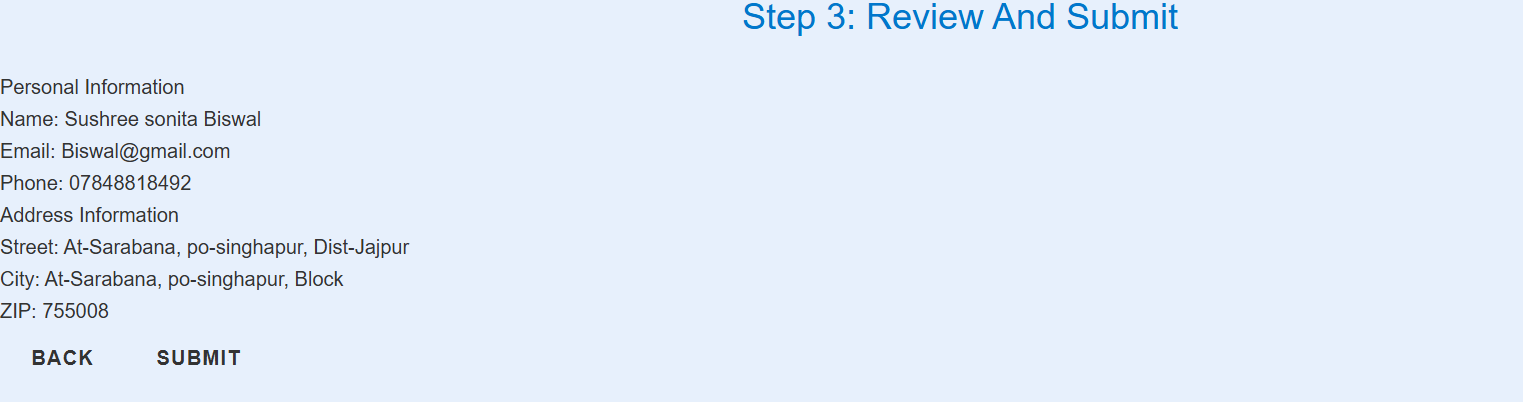 Step 3: Review And Submit
Personal Information
Name: Sushree sonita Biswal
Email: Biswal@gmail.com
Phone: 07848818492
Address Information
Street: At-Sarabana, po-singhapur, Dist-Jajpur
City: At-Sarabana, po-singhapur, Block
ZIP: 755008
BACK SUBMIT